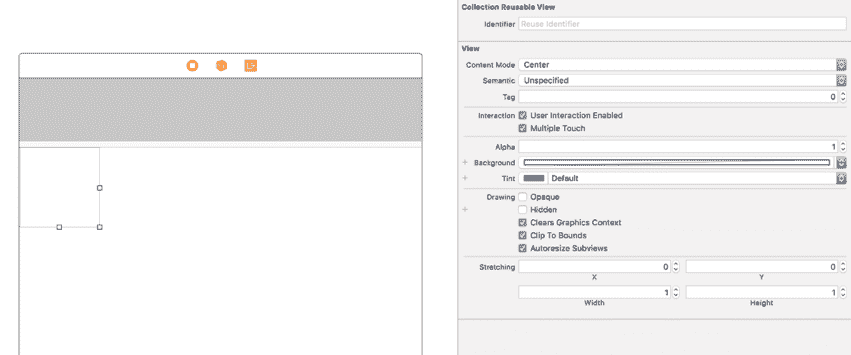 Collection Reusable View
Identifier Reuse Identifier
View
Content Mode Center
Semantic Unspecified
Tag 0
Interaction User Interaction Enabled
Multiple Touch
Alpha 1
+ Background
+ Tint Default
Drawing Opaque
+ Hidden
Clears Graphics Context
Clip To Bounds
Autoresize Subviews
Stretching 0 0
X Y
1 1
Width Height